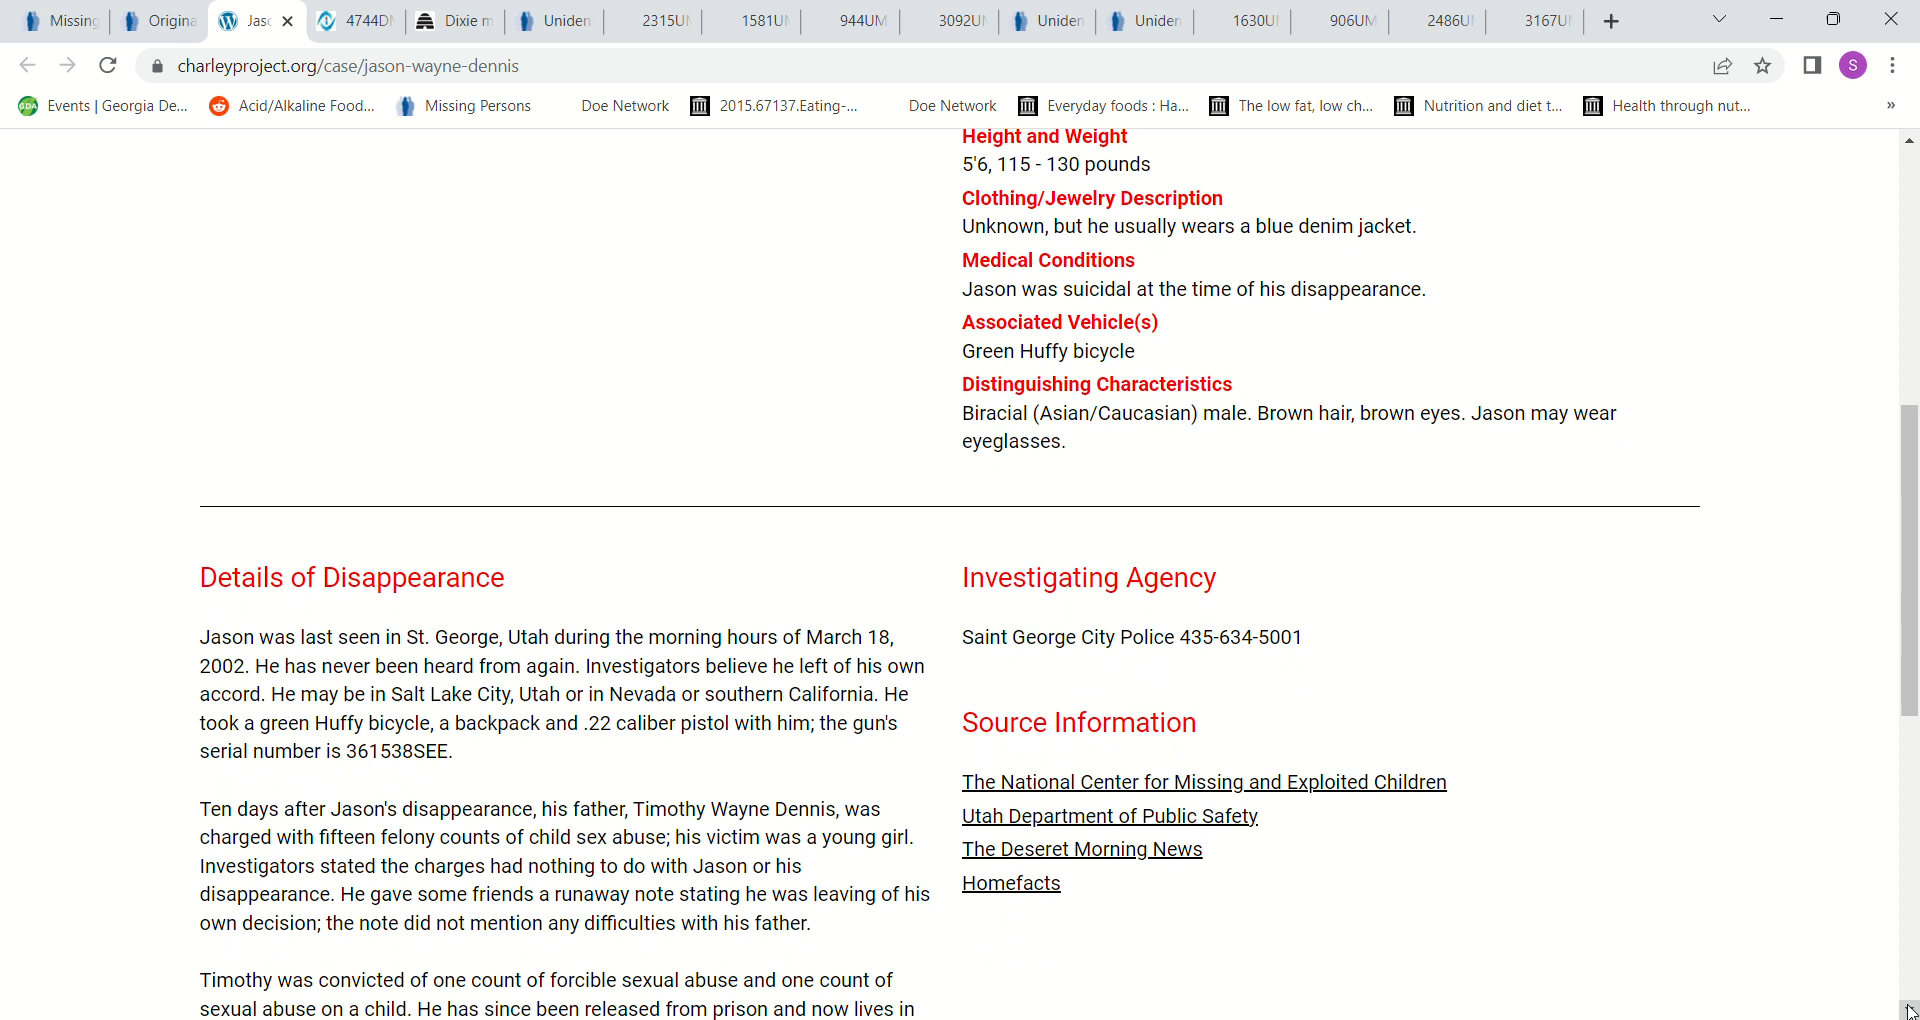 Missing Origina Jas 4744D Dixie m Uniden 2315U 1581U 944UM 3092U Uniden Uniden 1630U 906UM 2486U 3167U
charleyproject.org/case/jason-wayne-dennis S
GDA Events | Georgia De... Acid/Alkaline Food... Missing Persons Doe Network 2015.67137.Eating-... Doe Network Everyday foods : Ha... The low fat, low ch... Nutrition and diet t... Health through nut... »
Height and Weight
5'6, 115 - 130 pounds
Clothing/Jewelry Description
Unknown, but he usually wears a blue denim jacket.
Medical Conditions
Jason was suicidal at the time of his disappearance.
Associated Vehicle(s)
Green Huffy bicycle
Distinguishing Characteristics
Biracial (Asian/Caucasian) male. Brown hair, brown eyes. Jason may wear
eyeglasses.
Details of Disappearance
Jason was last seen in St. George, Utah during the morning hours of March 18,
2002. He has never been heard from again. Investigators believe he left of his own
accord. He may be in Salt Lake City, Utah or in Nevada or southern California. He
took a green Huffy bicycle, a backpack and .22 caliber pistol with him; the gun's
serial number is 361538SEE.
Ten days after Jason's disappearance, his father, Timothy Wayne Dennis, was
charged with fifteen felony counts of child sex abuse; his victim was a young girl.
Investigators stated the charges had nothing to do with Jason or his
disappearance. He gave some friends a runaway note stating he was leaving of his
own decision; the note did not mention any difficulties with his father.
Timothy was convicted of one count of forcible sexual abuse and one count of
sexual abuse on a child. He has since been released from prison and now lives in
Investigating Agency
Saint George City Police 435-634-5001
Source Information
The National Center for Missing and Exploited Children
Utah Department of Public Safety
The Deseret Morning News
Homefacts